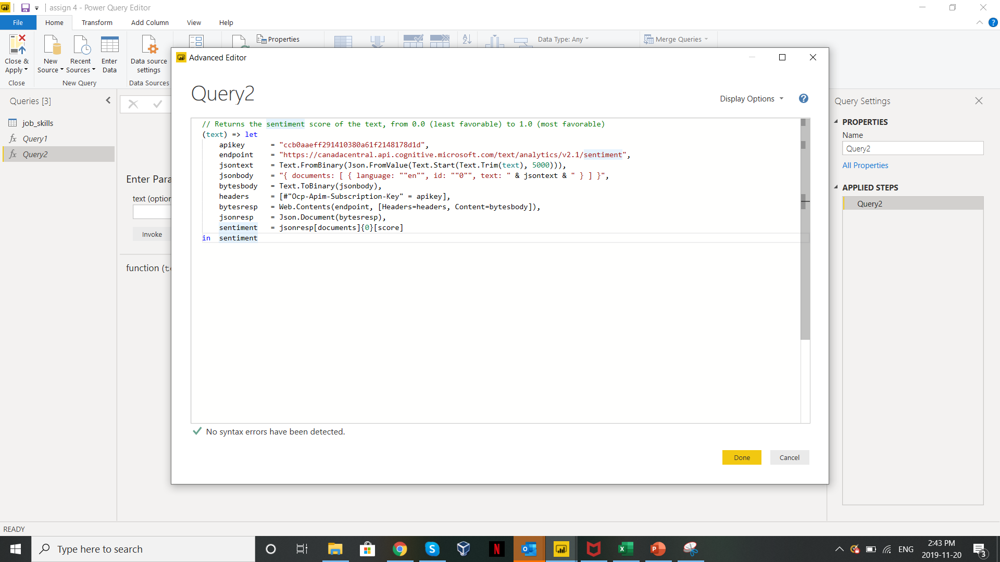 assign 4 - Power Query Editor
File Home Transform Add Column View Help
Properties
Data Type: Any
Merge Queries
Close & Apply
New Source
Recent Sources
Enter Data
Data source settings
Close
New Query
Data Sources
Queries [3]
job_skills
Query1
Query2
Enter Para
text (option
Invoke
function (te
Advanced Editor
Query2
Display Options
// Returns the sentiment score of the text, from 0.0 (least favorable) to 1.0 (most favorable)
(text) => let
apikey = "ccb0aaeff291410380a61f2148178d1d",
endpoint = "https://canadacentral.api.cognitive.microsoft.com/text/analytics/v2.1/sentiment",
jsontext = Text.FromBinary(Json.FromValue(Text.Start(Text.Trim(text), 5000))),
jsonbody = "{ documents: [ { language: ""en"", id: ""0"", text: " & jsontext & " } ] }",
bytesbody = Text.ToBinary(jsonbody),
headers = [#"Ocp-Apim-Subscription-Key" = apikey],
bytesresp = Web.Contents(endpoint, [Headers=headers, Content=bytesbody]),
jsonresp = Json.Document(bytesresp),
sentiment = jsonresp[documents]{0}[score]
in sentiment
No syntax errors have been detected.
Done
Cancel
Query Settings
PROPERTIES
Name
Query2
All Properties
APPLIED STEPS
Query2
READY
Type here to search
ENG
2:43 PM
2019-11-20
3